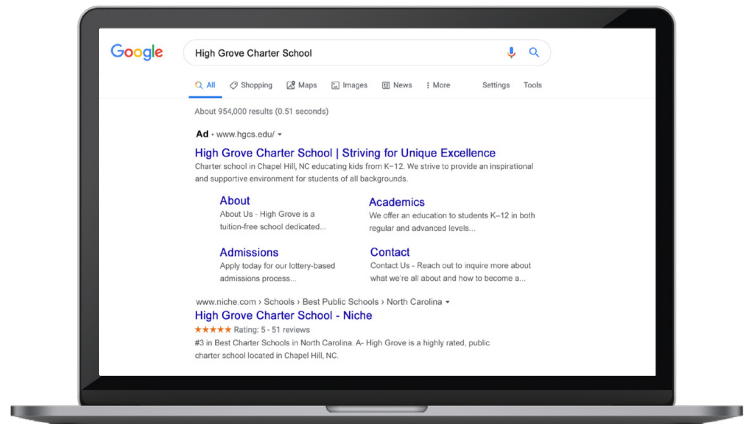 Google
High Grove Charter School
All Shopping Maps Images News More Settings Tools
About 954,000 results (0.51 seconds)
Ad · www.hgcs.edu/
High Grove Charter School | Striving for Unique Excellence
Charter school in Chapel Hill, NC educating kids from K–12. We strive to provide an inspirational
and supportive environment for students of all backgrounds.
About
About Us - High Grove is a
tuition-free school dedicated...
Academics
We offer an education to students K–12 in both
regular and advanced levels...
Admissions
Apply today for our lottery-based
admissions process...
Contact
Contact Us - Reach out to inquire more about
what we're all about and how to become a...
www.niche.com › Schools › Best Public Schools › North Carolina
High Grove Charter School - Niche
★★★★★ Rating: 5 - 51 reviews
#3 in Best Charter Schools in North Carolina. A- High Grove is a highly rated, public
charter school located in Chapel Hill, NC.